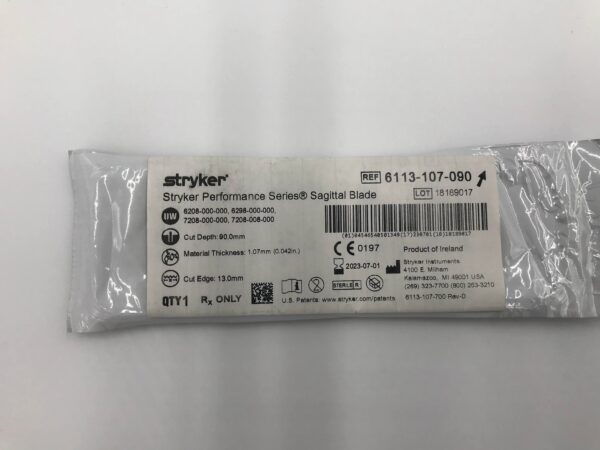 stryker®
REF 6113-107-090
LOT 18189017
Stryker Performance Series® Sagittal Blade
6208-000-000, 6298-000-000,
7208-000-000, 7208-008-000
Cut Depth: 90.0mm
Material Thickness: 1.07mm (0.042in.)
Cut Edge: 13.0mm
QTY1 Rx ONLY
CE 0197
Product of Ireland
2023-07-01
Stryker Instruments
4100 E. Milham
Kalamazoo, MI 49001 USA
(269) 323-7700 (800) 253-3210
STERILE R
U.S. Patents: www.stryker.com/patents
6113-107-700 Rev-D